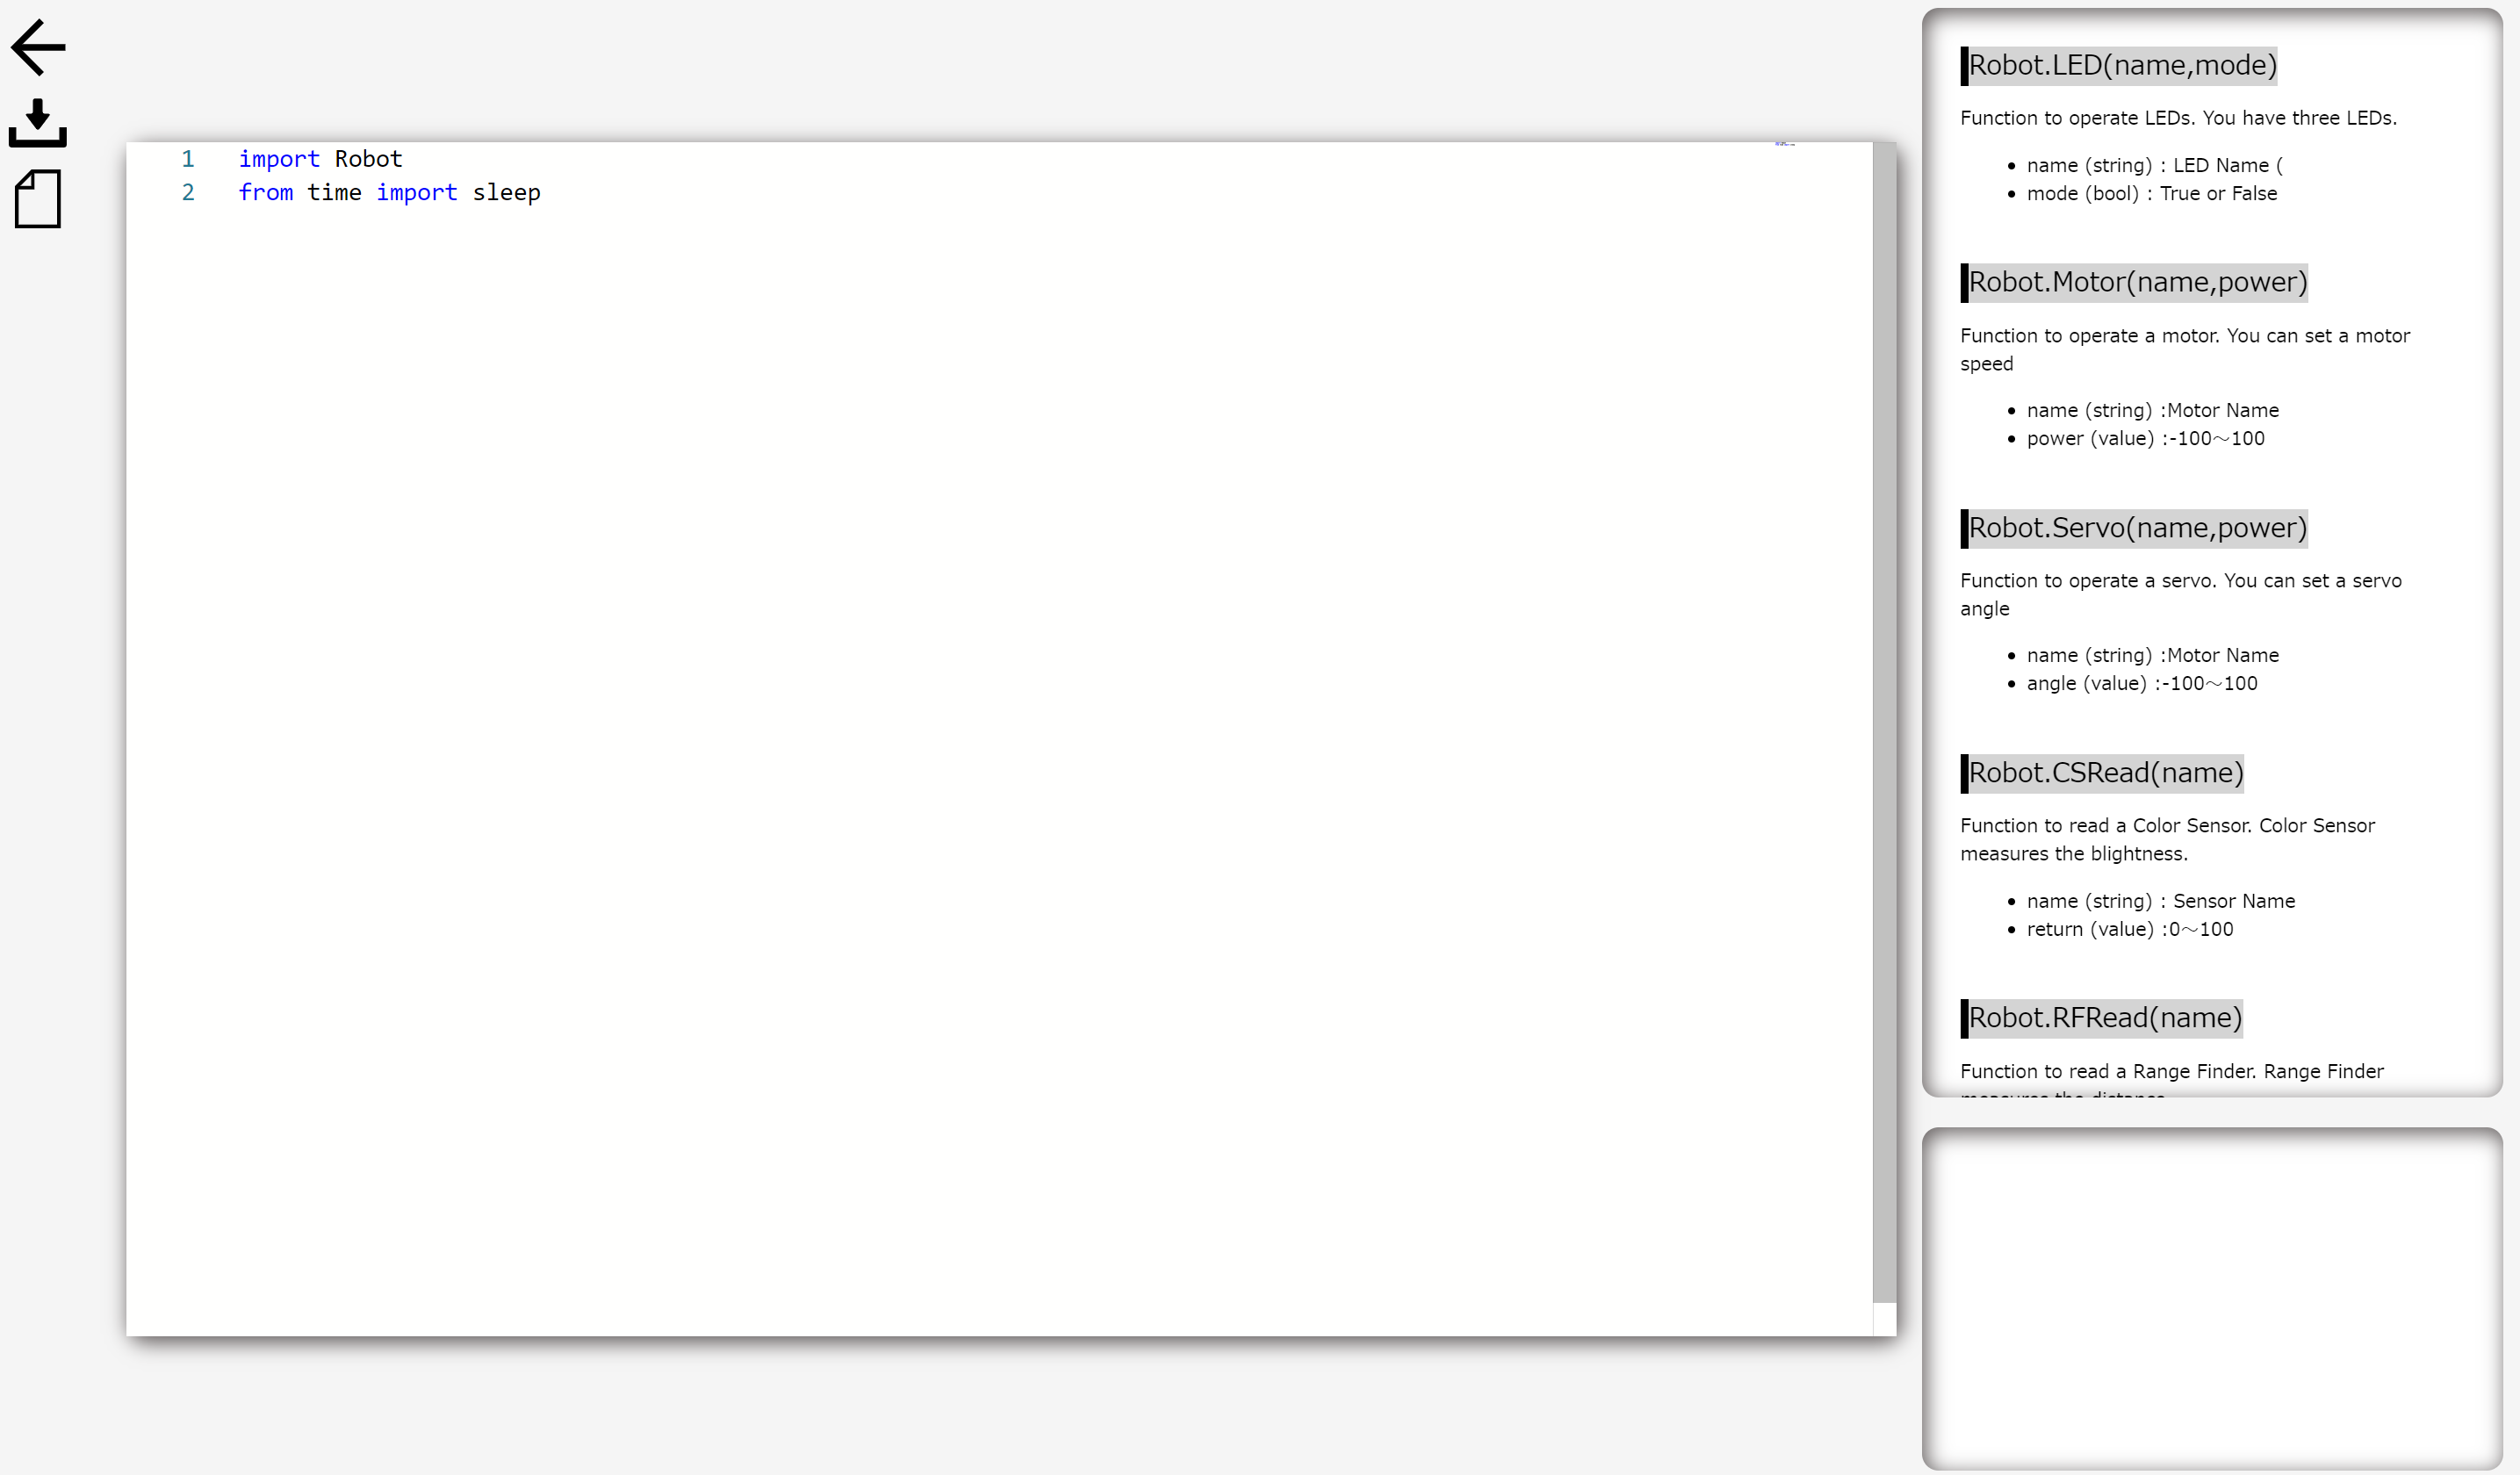 1 import Robot
2 from time import sleep
Robot.LED(name,mode)
Function to operate LEDs. You have three LEDs.
• name (string) : LED Name (
• mode (bool) : True or False
Robot.Motor(name,power)
Function to operate a motor. You can set a motor
speed
• name (string) :Motor Name
• power (value) :-100～100
Robot.Servo(name,power)
Function to operate a servo. You can set a servo
angle
• name (string) :Motor Name
• angle (value) :-100～100
Robot.CSRead(name)
Function to read a Color Sensor. Color Sensor
measures the blightness.
• name (string) : Sensor Name
• return (value) :0～100
Robot.RFRead(name)
Function to read a Range Finder. Range Finder
measures the distance